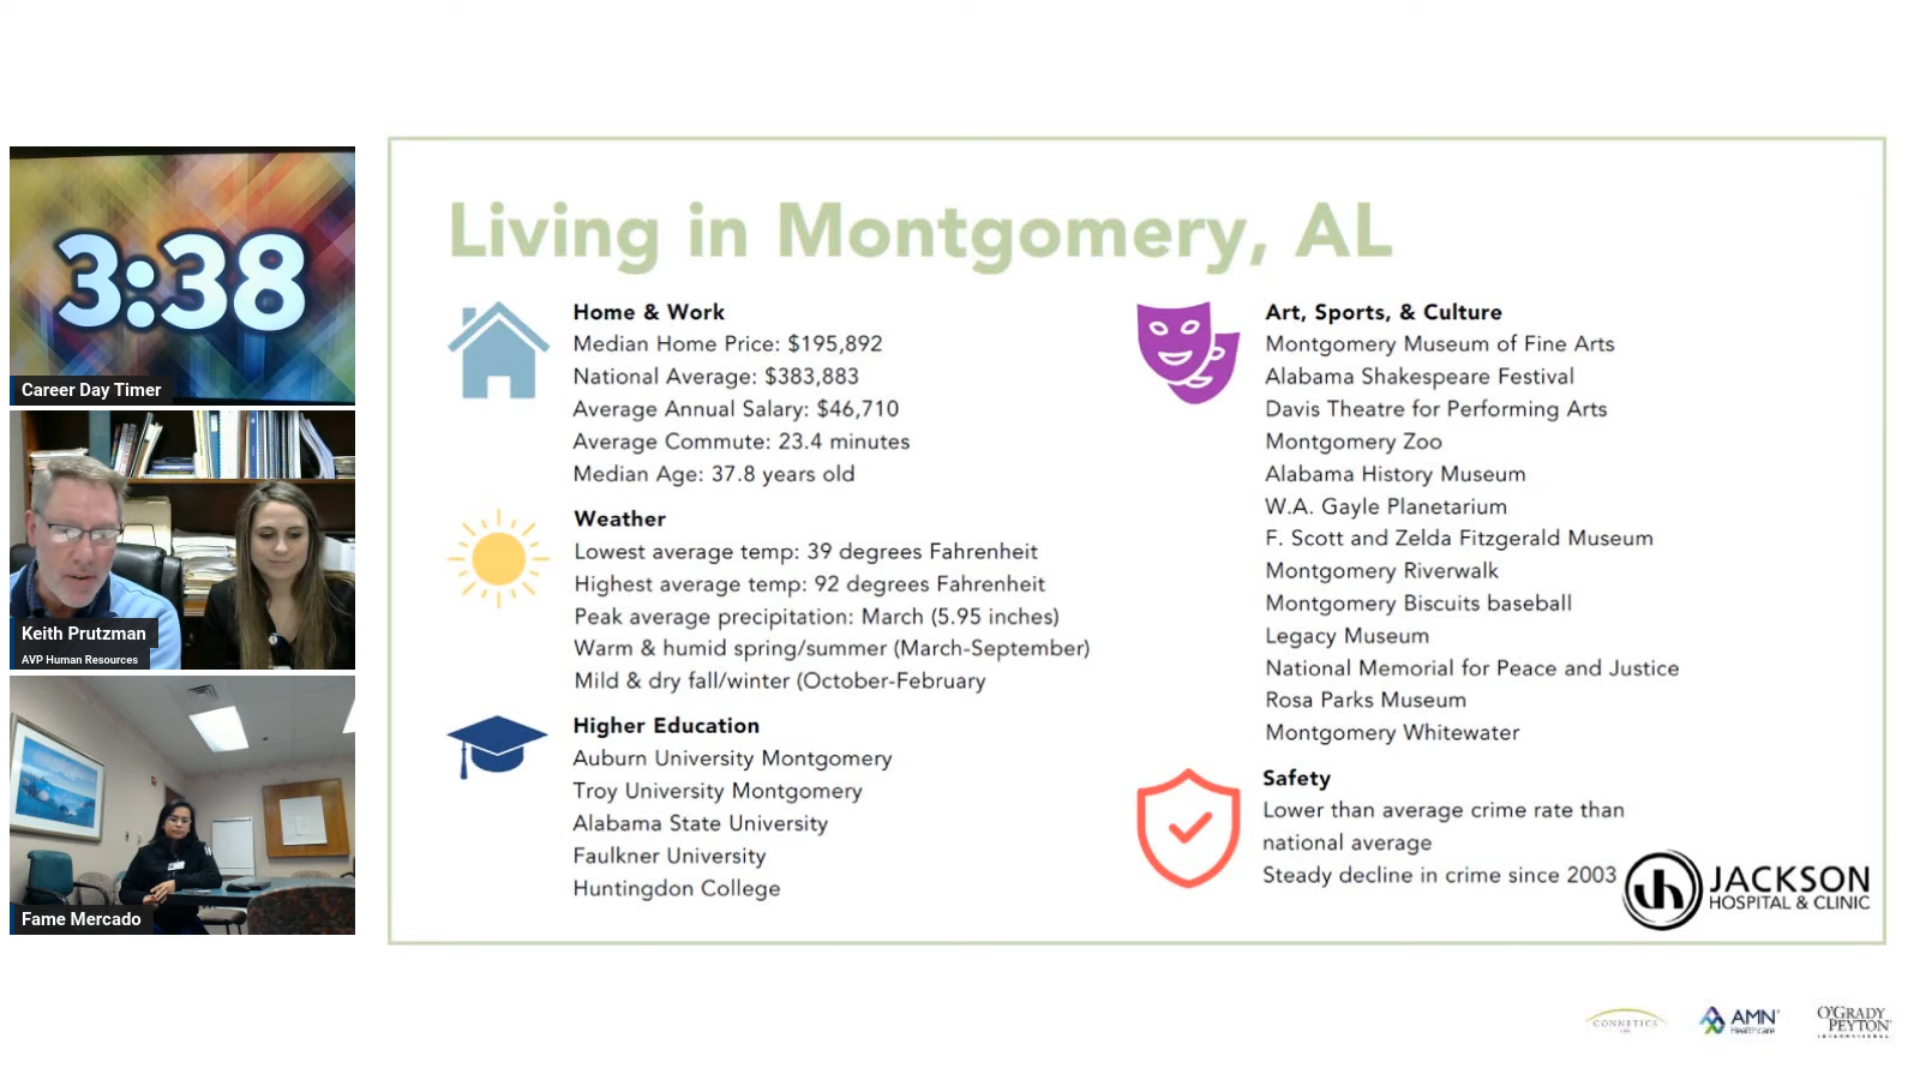 3:38
Career Day Timer
Keith Prutzman
AVP Human Resources
Fame Mercado
Living in Montgomery, AL
Home & Work
Median Home Price: $195,892
National Average: $383,883
Average Annual Salary: $46,710
Average Commute: 23.4 minutes
Median Age: 37.8 years old
Weather
Lowest average temp: 39 degrees Fahrenheit
Highest average temp: 92 degrees Fahrenheit
Peak average precipitation: March (5.95 inches)
Warm & humid spring/summer (March-September)
Mild & dry fall/winter (October-February
Higher Education
Auburn University Montgomery
Troy University Montgomery
Alabama State University
Faulkner University
Huntingdon College
Art, Sports, & Culture
Montgomery Museum of Fine Arts
Alabama Shakespeare Festival
Davis Theatre for Performing Arts
Montgomery Zoo
Alabama History Museum
W.A. Gayle Planetarium
F. Scott and Zelda Fitzgerald Museum
Montgomery Riverwalk
Montgomery Biscuits baseball
Legacy Museum
National Memorial for Peace and Justice
Rosa Parks Museum
Montgomery Whitewater
Safety
Lower than average crime rate than
national average
Steady decline in crime since 2003
JACKSON
HOSPITAL & CLINIC
CONNETICS
AMN
Healthcare
O'GRADY
PEYTON
INTERNATIONAL